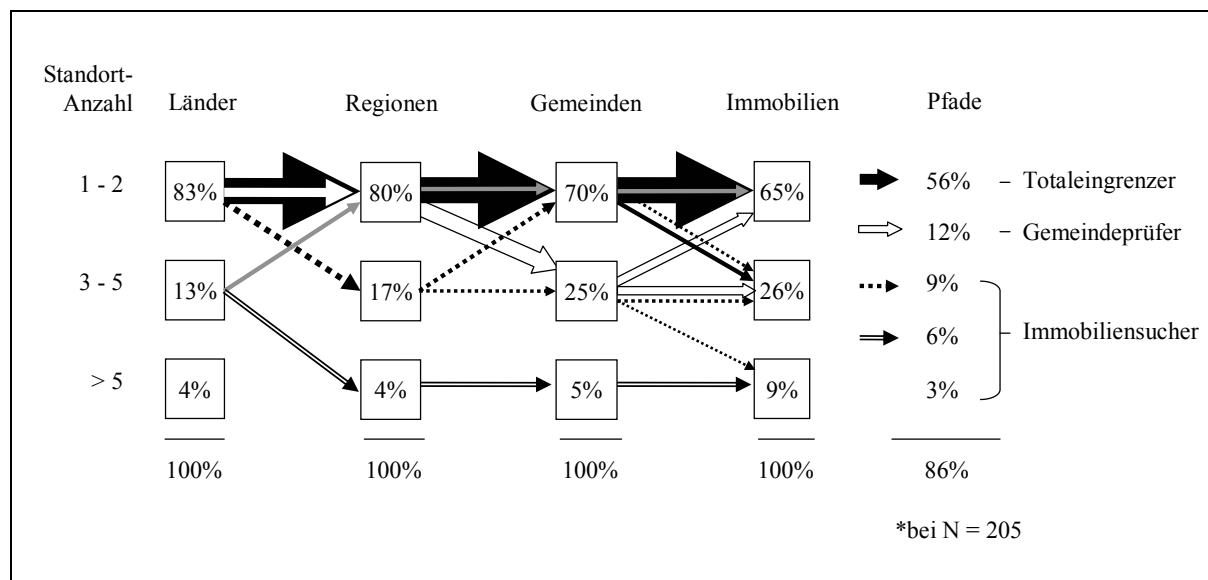 Standort-
Anzahl Länder Regionen Gemeinden Immobilien Pfade
1 - 2 83% 80% 70% 65% 56% – Totaleingrenzer
12% – Gemeindeprüfer
3 - 5 13% 17% 25% 26% 9%
6% – Immobiliensucher
> 5 4% 4% 5% 9% 3%
100% 100% 100% 100% 86%
*bei N = 205